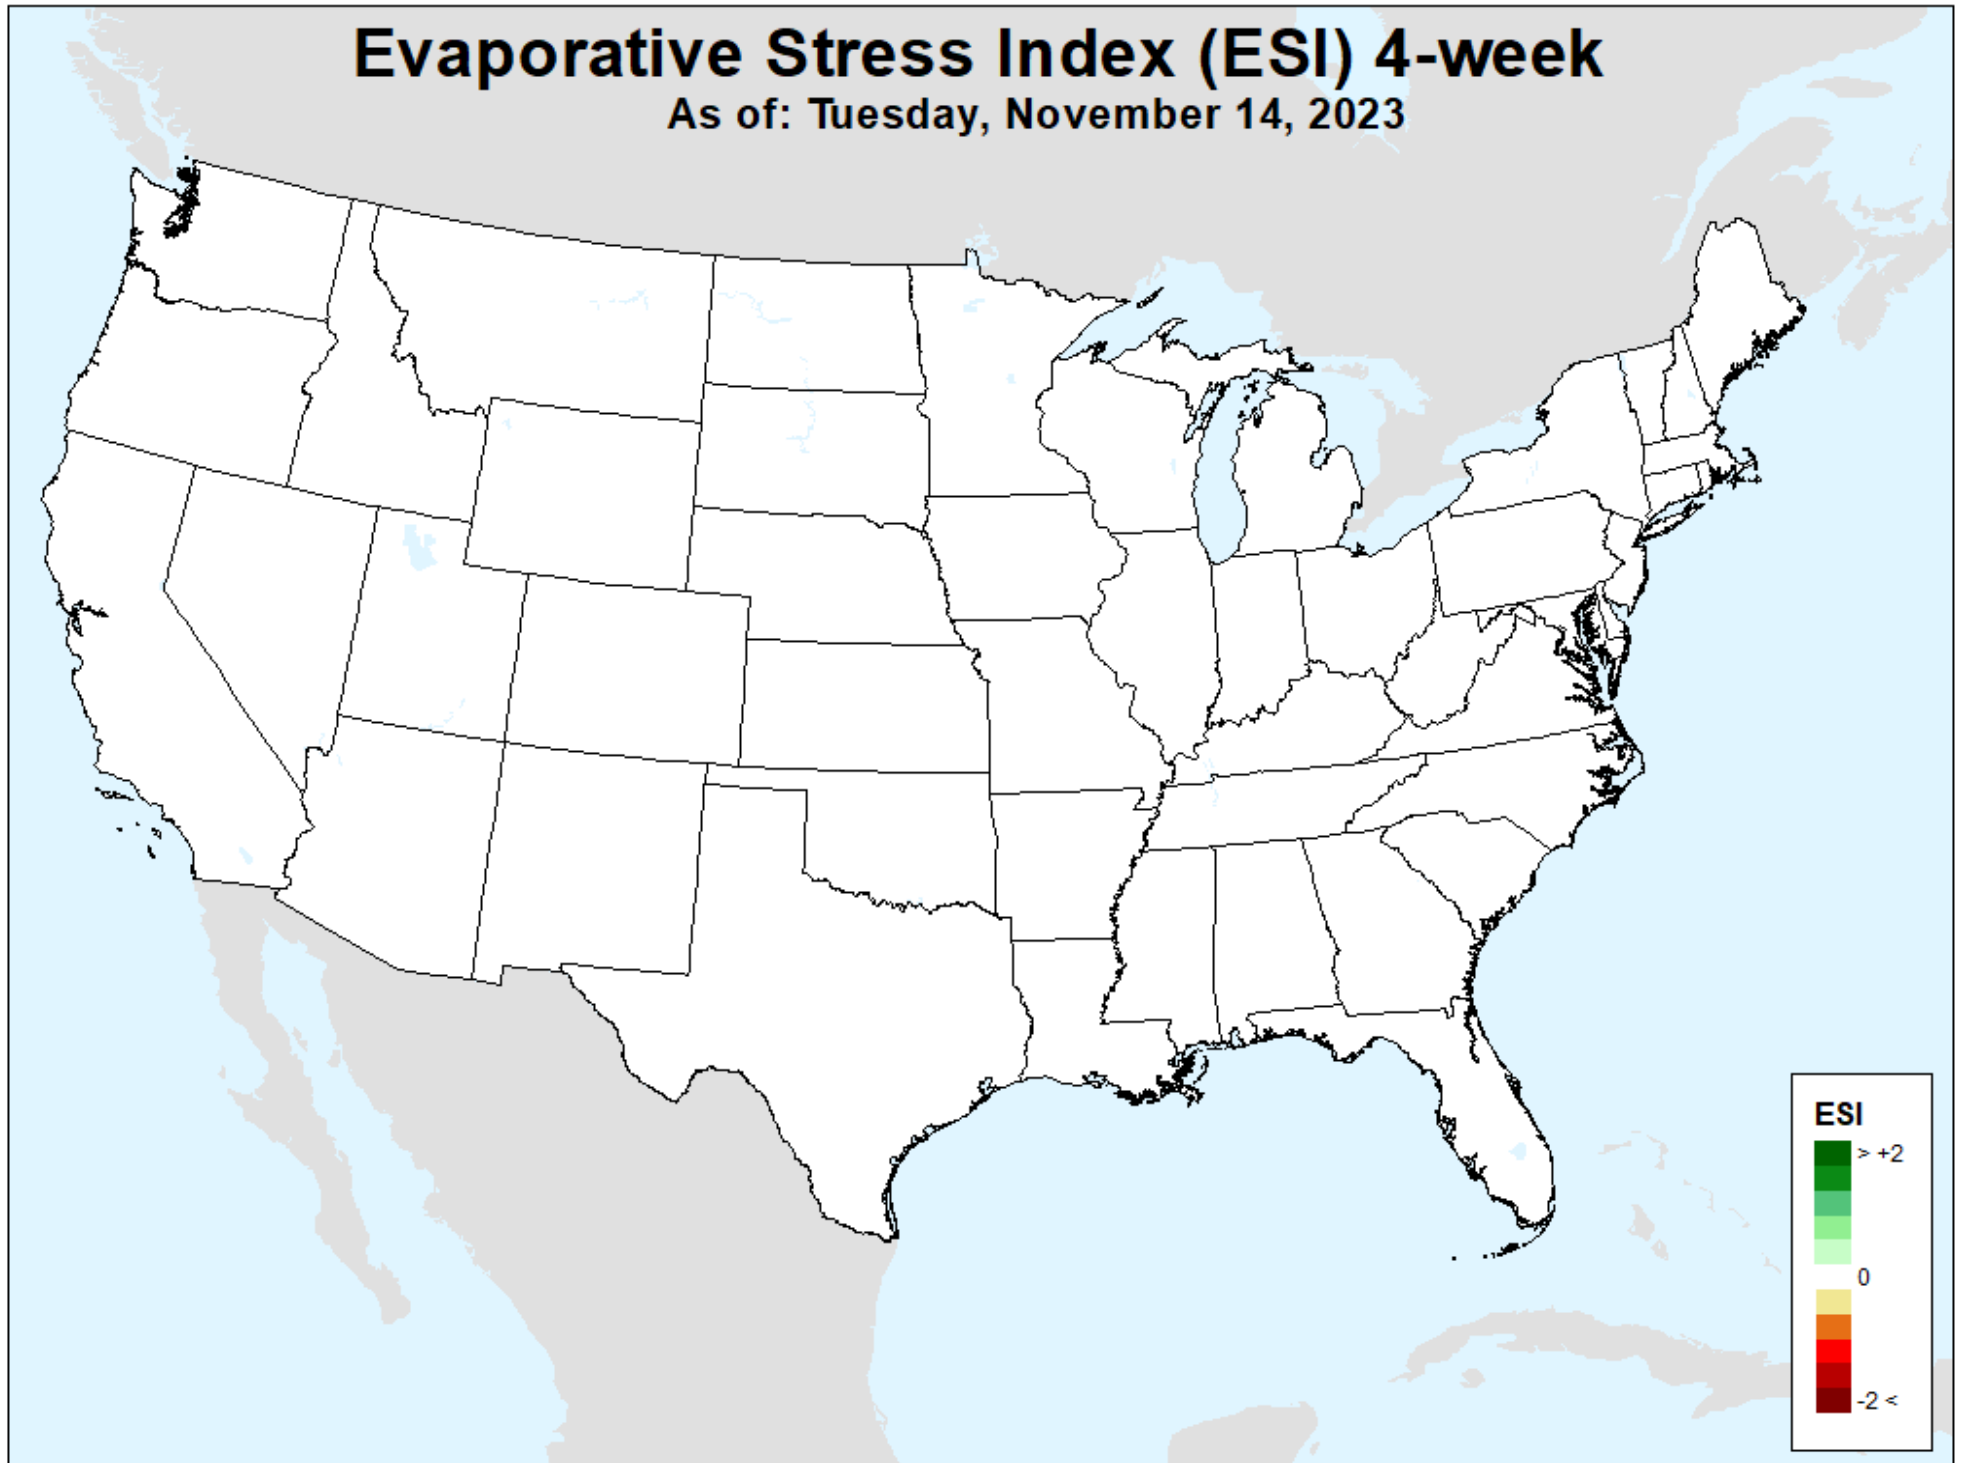 Evaporative Stress Index (ESI) 4-week
As of: Tuesday, November 14, 2023
ESI
> +2
0
-2 <